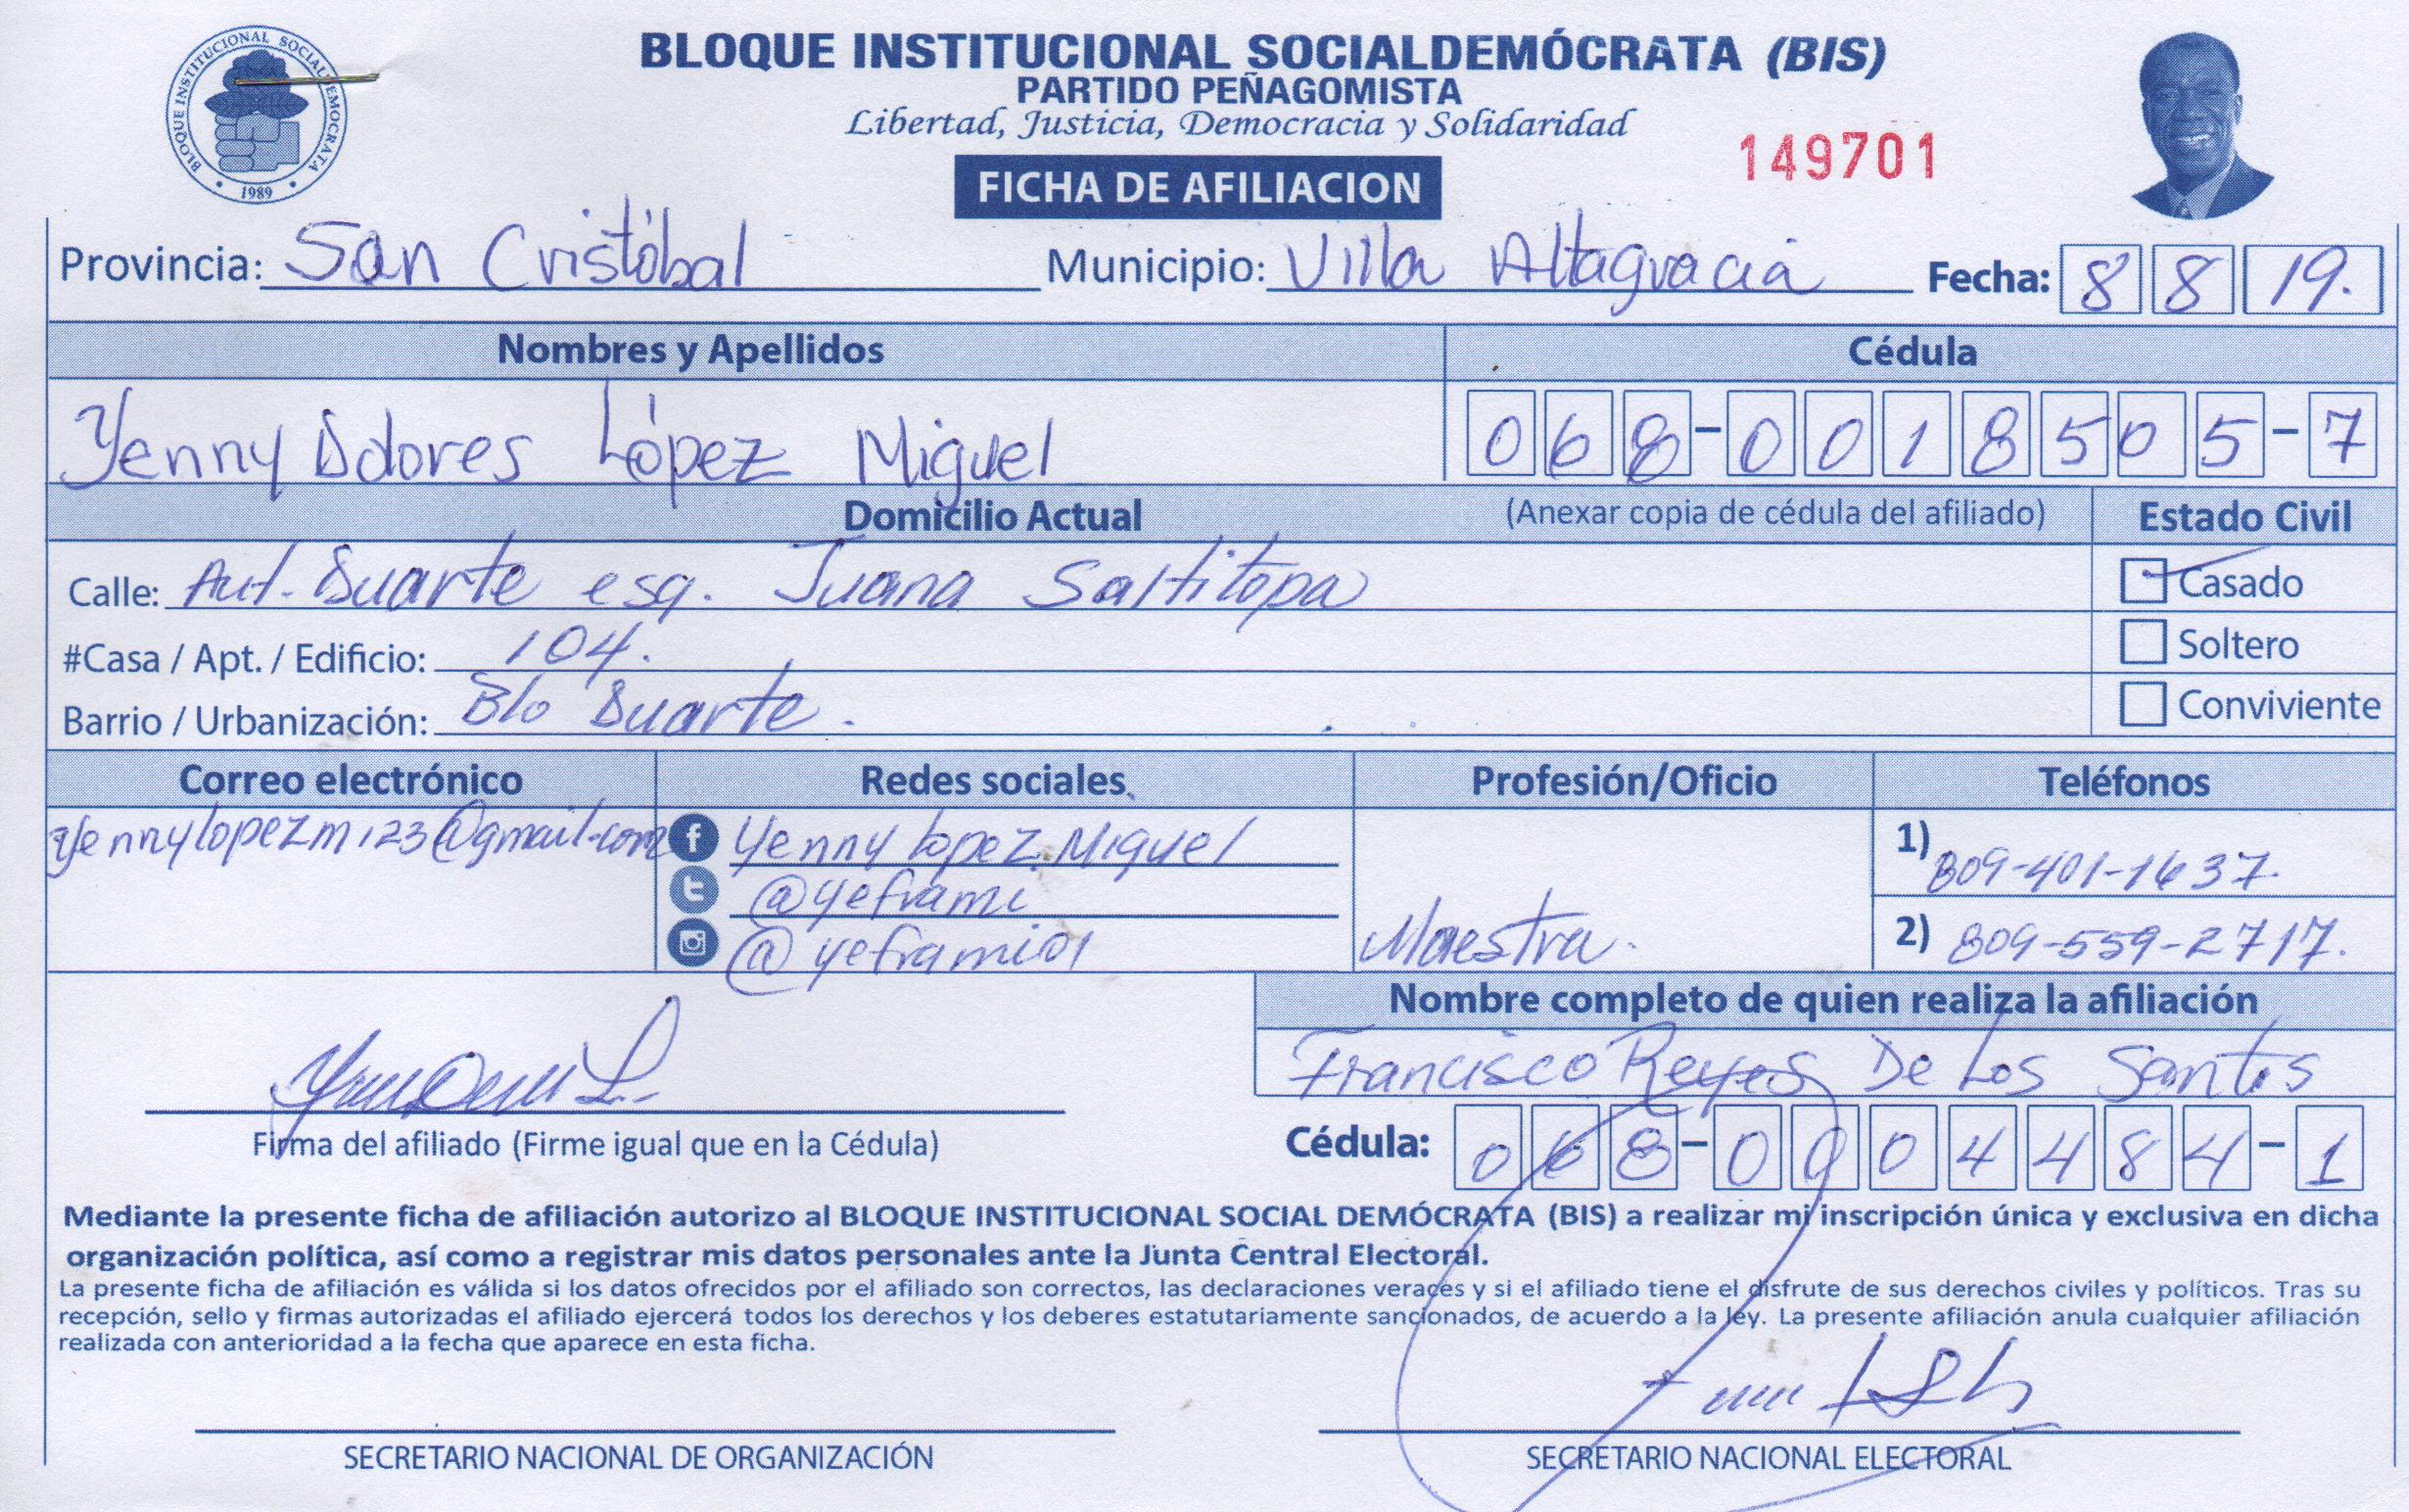 BLOQUE INSTITUCIONAL SOCIALDEMOCRATA
1989
BLOQUE INSTITUCIONAL SOCIALDEMÓCRATA (BIS)
PARTIDO PEÑAGOMISTA
Libertad, Justicia, Democracia y Solidaridad
149701
FICHA DE AFILIACION
Provincia: San Cristóbal Municipio: Villa Altagracia Fecha: 8 8 19.
Nombres y Apellidos Cédula
Yenny Dolores López Miguel 068-0018505-7
Domicilio Actual (Anexar copia de cédula del afiliado) Estado Civil
Calle: Aut. Duarte esq. Juana Saltitopa Casado
#Casa / Apt. / Edificio: 104. Soltero
Barrio / Urbanización: Blo Duarte. Conviviente
Correo electrónico Redes sociales Profesión/Oficio Teléfonos
yennylopezm123@gmail.com Yenny Lopez Miguel 1) 809-401-1637.
@yeframi
@yeframi01 Maestra. 2) 809-559-2717.
Nombre completo de quien realiza la afiliación
Francisco Reyes De Los Santos
Firma del afiliado (Firme igual que en la Cédula) Cédula: 068-0004484-1
Mediante la presente ficha de afiliación autorizo al BLOQUE INSTITUCIONAL SOCIAL DEMÓCRATA (BIS) a realizar mi inscripción única y exclusiva en dicha
organización política, así como a registrar mis datos personales ante la Junta Central Electoral.
La presente ficha de afiliación es válida si los datos ofrecidos por el afiliado son correctos, las declaraciones veraces y si el afiliado tiene el disfrute de sus derechos civiles y políticos. Tras su
recepción, sello y firmas autorizadas el afiliado ejercerá todos los derechos y los deberes estatutariamente sancionados, de acuerdo a la ley. La presente afiliación anula cualquier afiliación
realizada con anterioridad a la fecha que aparece en esta ficha.
SECRETARIO NACIONAL DE ORGANIZACIÓN SECRETARIO NACIONAL ELECTORAL